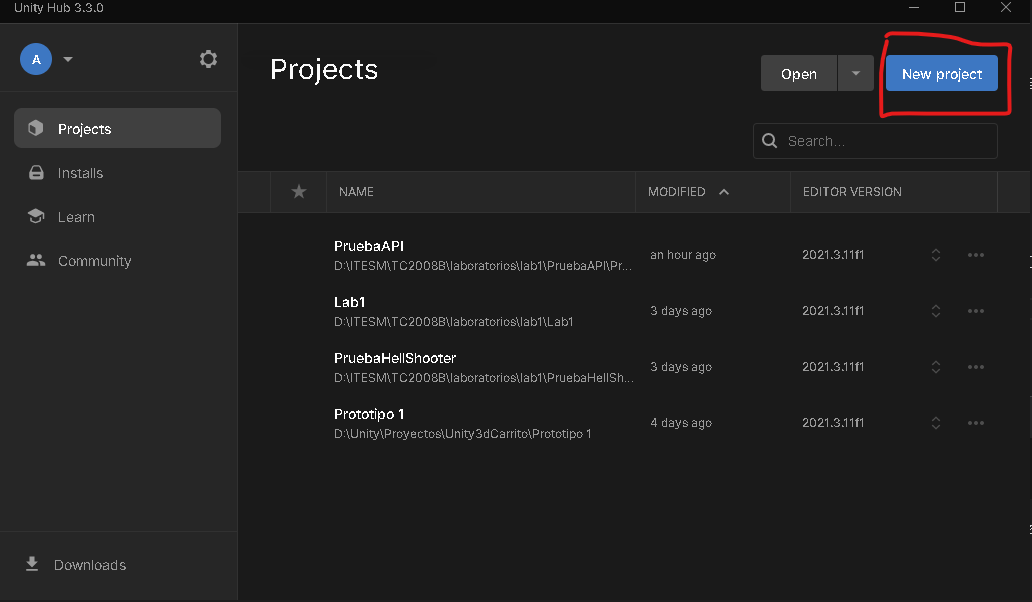 Unity Hub 3.3.0
A
Projects
Installs
Learn
Community
Downloads
Projects
Open
New project
Search...
NAME MODIFIED EDITOR VERSION
PruebaAPI
D:\ITESM\TC2008B\laboratorios\lab1\PruebaAPI\Pr... an hour ago 2021.3.11f1
Lab1
D:\ITESM\TC2008B\laboratorios\lab1\Lab1 3 days ago 2021.3.11f1
PruebaHellShooter
D:\ITESM\TC2008B\laboratorios\lab1\PruebaHellSh... 3 days ago 2021.3.11f1
Prototipo 1
D:\Unity\Proyectos\Unity3dCarrito\Prototipo 1 4 days ago 2021.3.11f1